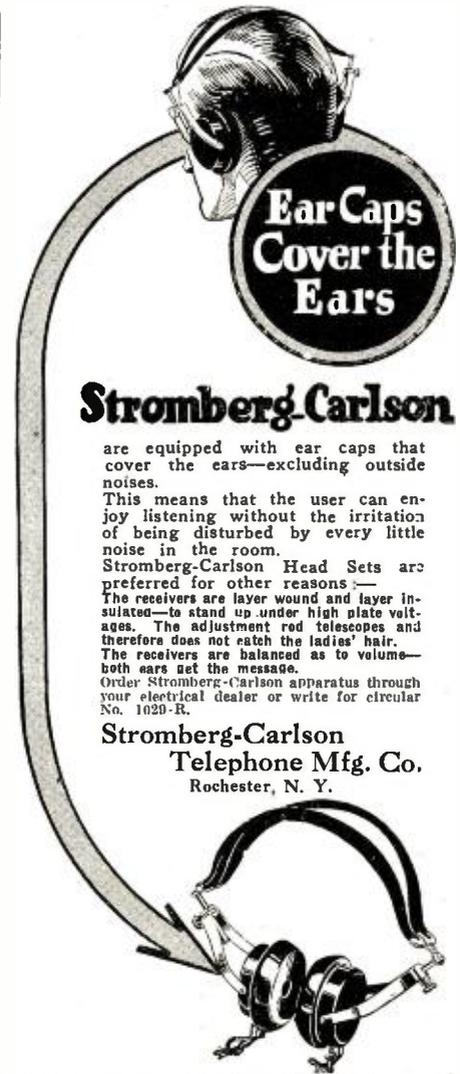 Ear Caps
Cover the
Ears
Stromberg-Carlson
are equipped with ear caps that
cover the ears—excluding outside
noises.
This means that the user can en-
joy listening without the irritation
of being disturbed by every little
noise in the room.
Stromberg-Carlson Head Sets are
preferred for other reasons:—
The receivers are layer wound and layer in-
sulated—to stand up under high plate volt-
ages. The adjustment rod telescopes and
therefore does not catch the ladies' hair.
The receivers are balanced as to volume—
both ears get the message.
Order Stromberg-Carlson apparatus through
your electrical dealer or write for circular
No. 1029-R.
Stromberg-Carlson
Telephone Mfg. Co.
Rochester, N. Y.